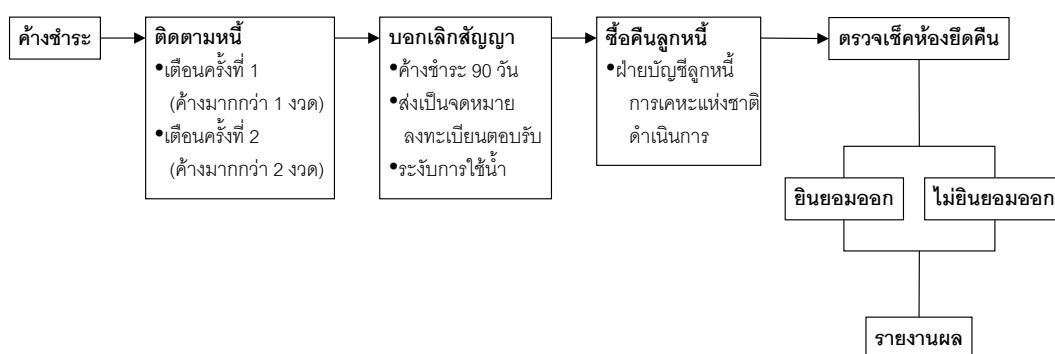 ค้างชำระ
ติดตามหนี้
•เตือนครั้งที่ 1
(ค้างมากกว่า 1 งวด)
•เตือนครั้งที่ 2
(ค้างมากกว่า 2 งวด)
บอกเลิกสัญญา
•ค้างชำระ 90 วัน
•ส่งเป็นจดหมาย
ลงทะเบียนตอบรับ
•ระงับการใช้น้ำ
ซื้อคืนลูกหนี้
•ฝ่ายบัญชีลูกหนี้
การเคหะแห่งชาติ
ดำเนินการ
ตรวจเช็คห้องยึดคืน
ยินยอมออก
ไม่ยินยอมออก
รายงานผล